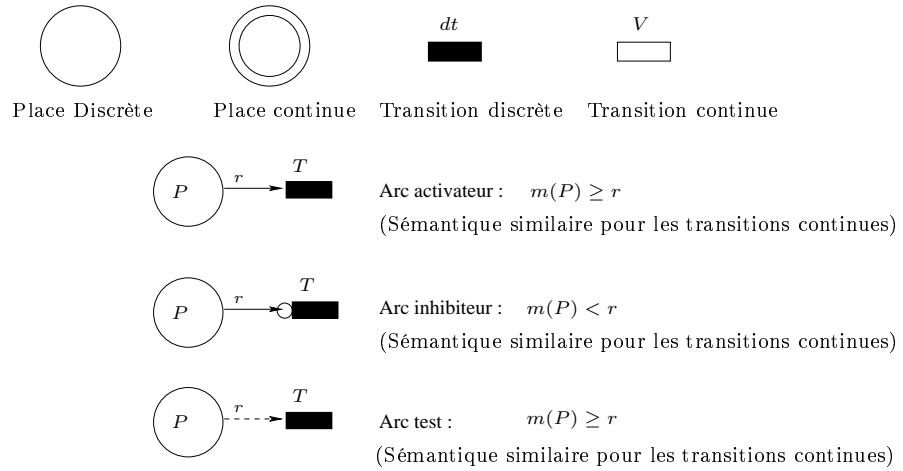 dt V
Place Discrète Place continue Transition discrète Transition continue
T
P r Arc activateur : m(P) ≥ r
(Sémantique similaire pour les transitions continues)
T
P r Arc inhibiteur : m(P) < r
(Sémantique similaire pour les transitions continues)
T
P r Arc test : m(P) ≥ r
(Sémantique similaire pour les transitions continues)